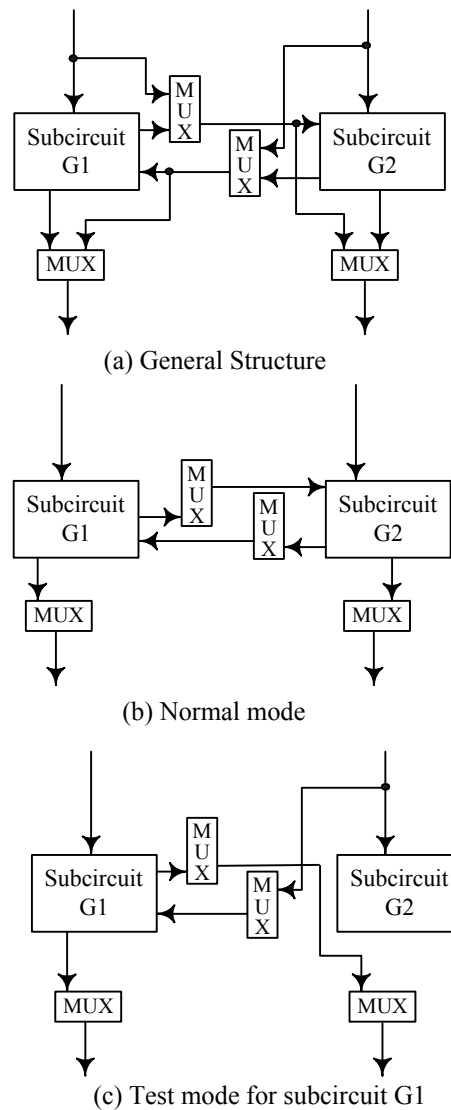 M
U
X
Subcircuit
G1
M
U
X
Subcircuit
G2
MUX
MUX
(a) General Structure
M
U
X
Subcircuit
G1
M
U
X
Subcircuit
G2
MUX
MUX
(b) Normal mode
M
U
X
Subcircuit
G1
M
U
X
Subcircuit
G2
MUX
MUX
(c) Test mode for subcircuit G1